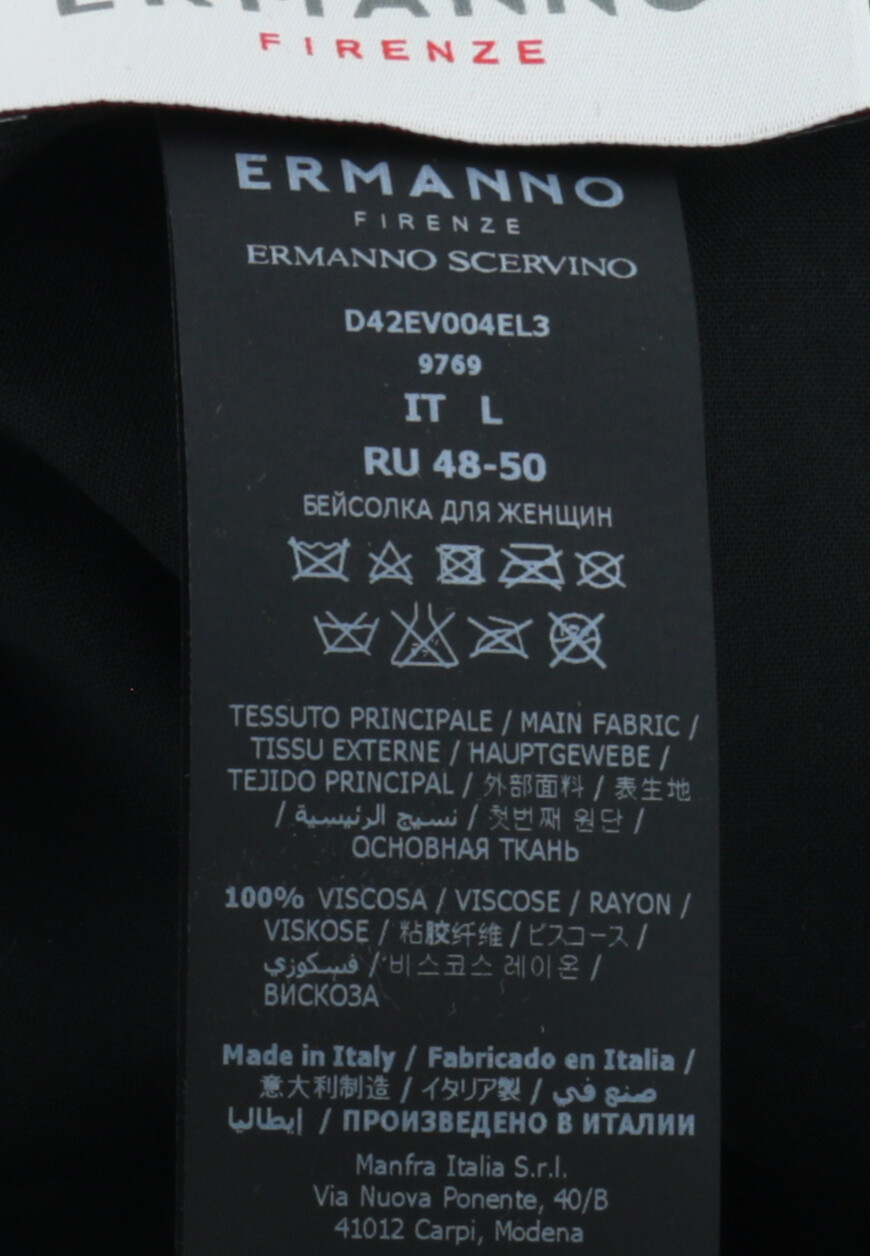 ERMANNO
FIRENZE
ERMANNO
FIRENZE
ERMANNO SCERVINO
D42EV004EL3
9769
IT L
RU 48-50
БЕЙСОЛКА ДЛЯ ЖЕНЩИН
TESSUTO PRINCIPALE / MAIN FABRIC /
TISSU EXTERNE / HAUPTGEWEBE /
TEJIDO PRINCIPAL / 外部面料 / 表生地
/ نسيج الرئيسية / 첫번째 원단 /
ОСНОВНАЯ ТКАНЬ
100% VISCOSA / VISCOSE / RAYON /
VISKOSE / 粘胶纤维 / ビスコース /
فسكوزي / 비스코스 레이온 /
ВИСКОЗА
Made in Italy / Fabricado en Italia /
意大利制造 / イタリア製 / صنع في
إيطاليا / ПРОИЗВЕДЕНО В ИТАЛИИ
Manfra Italia S.r.l.
Via Nuova Ponente, 40/B
41012 Carpi, Modena